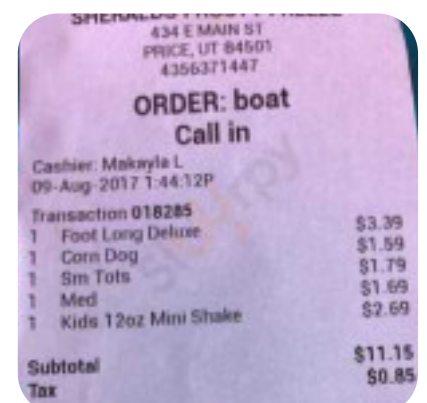 434 E MAIN ST
PRICE, UT 84501
4356371447
ORDER: boat
Call in
Cashier: Makayla L
09-Aug-2017 1:44:12P
Transaction 018285
1 Foot Long Deluxe $3.39
1 Corn Dog $1.59
1 Sm Tots $1.79
1 Med $1.69
1 Kids 12oz Mini Shake $2.69
Subtotal $11.15
Tax $0.85